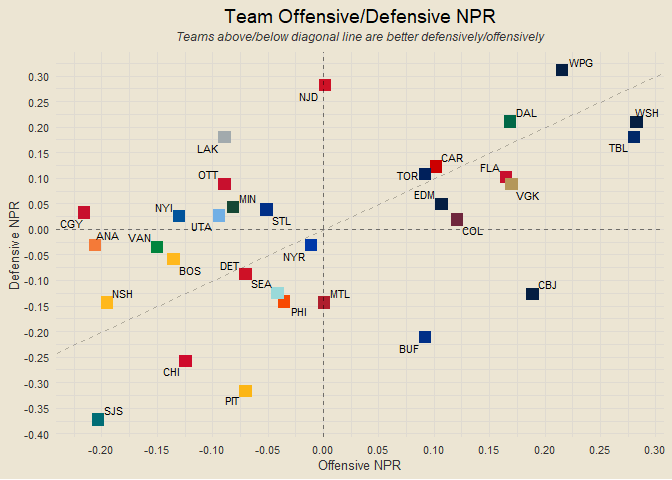 Team Offensive/Defensive NPR
Teams above/below diagonal line are better defensively/offensively
Defensive NPR
0.30
0.25
0.20
0.15
0.10
0.05
0.00
-0.05
-0.10
-0.15
-0.20
-0.25
-0.30
-0.35
-0.40
WPG
NJD
DAL
WSH
LAK
TBL
CAR
OTT
TOR
FLA
MIN
EDM
VGK
NYI
CGY
UTA
STL
COL
ANA
VAN
NYR
BOS
DET
SEA
CBJ
NSH
MTL
PHI
BUF
CHI
PIT
SJS
-0.20 -0.15 -0.10 -0.05 0.00 0.05 0.10 0.15 0.20 0.25 0.30
Offensive NPR